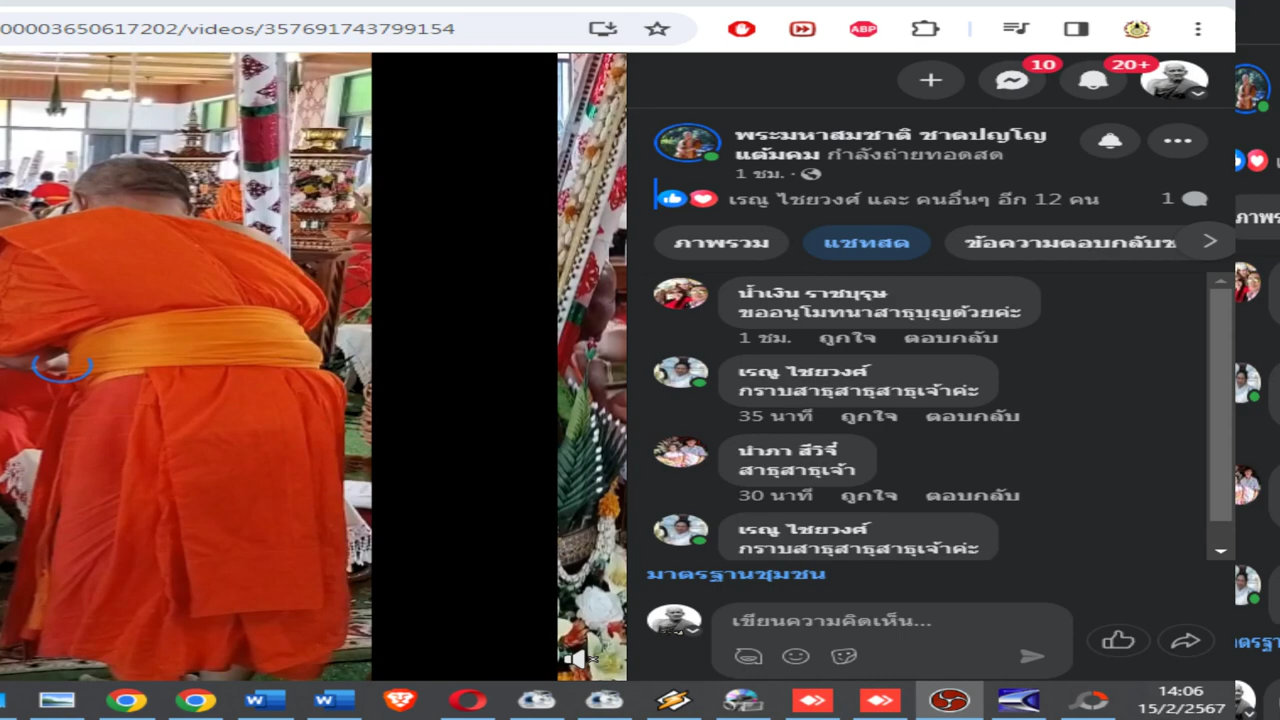 00003650617202/videos/357691743799154
ABP
10
20+
พระมหาสมชาติ ชาตปญฺโญ
แต้มคม กำลังถ่ายทอดสด
1 ชม. ·
เรณู ไชยวงศ์ และ คนอื่นๆ อีก 12 คน
1
ภาพรวม
แชทสด
ข้อความตอบกลับข
น้ำเงิน ราชบุรุษ
ขออนุโมทนาสาธุบุญด้วยค่ะ
1 ชม. ถูกใจ ตอบกลับ
เรณู ไชยวงศ์
กราบสาธุสาธุสาธุเจ้าค่ะ
35 นาที ถูกใจ ตอบกลับ
นำภา สีวิจี๋
สาธุสาธุเจ้า
30 นาที ถูกใจ ตอบกลับ
เรณู ไชยวงศ์
กราบสาธุสาธุสาธุเจ้าค่ะ
มาตรฐานชุมชน
เขียนความคิดเห็น...
14:06
15/2/2567